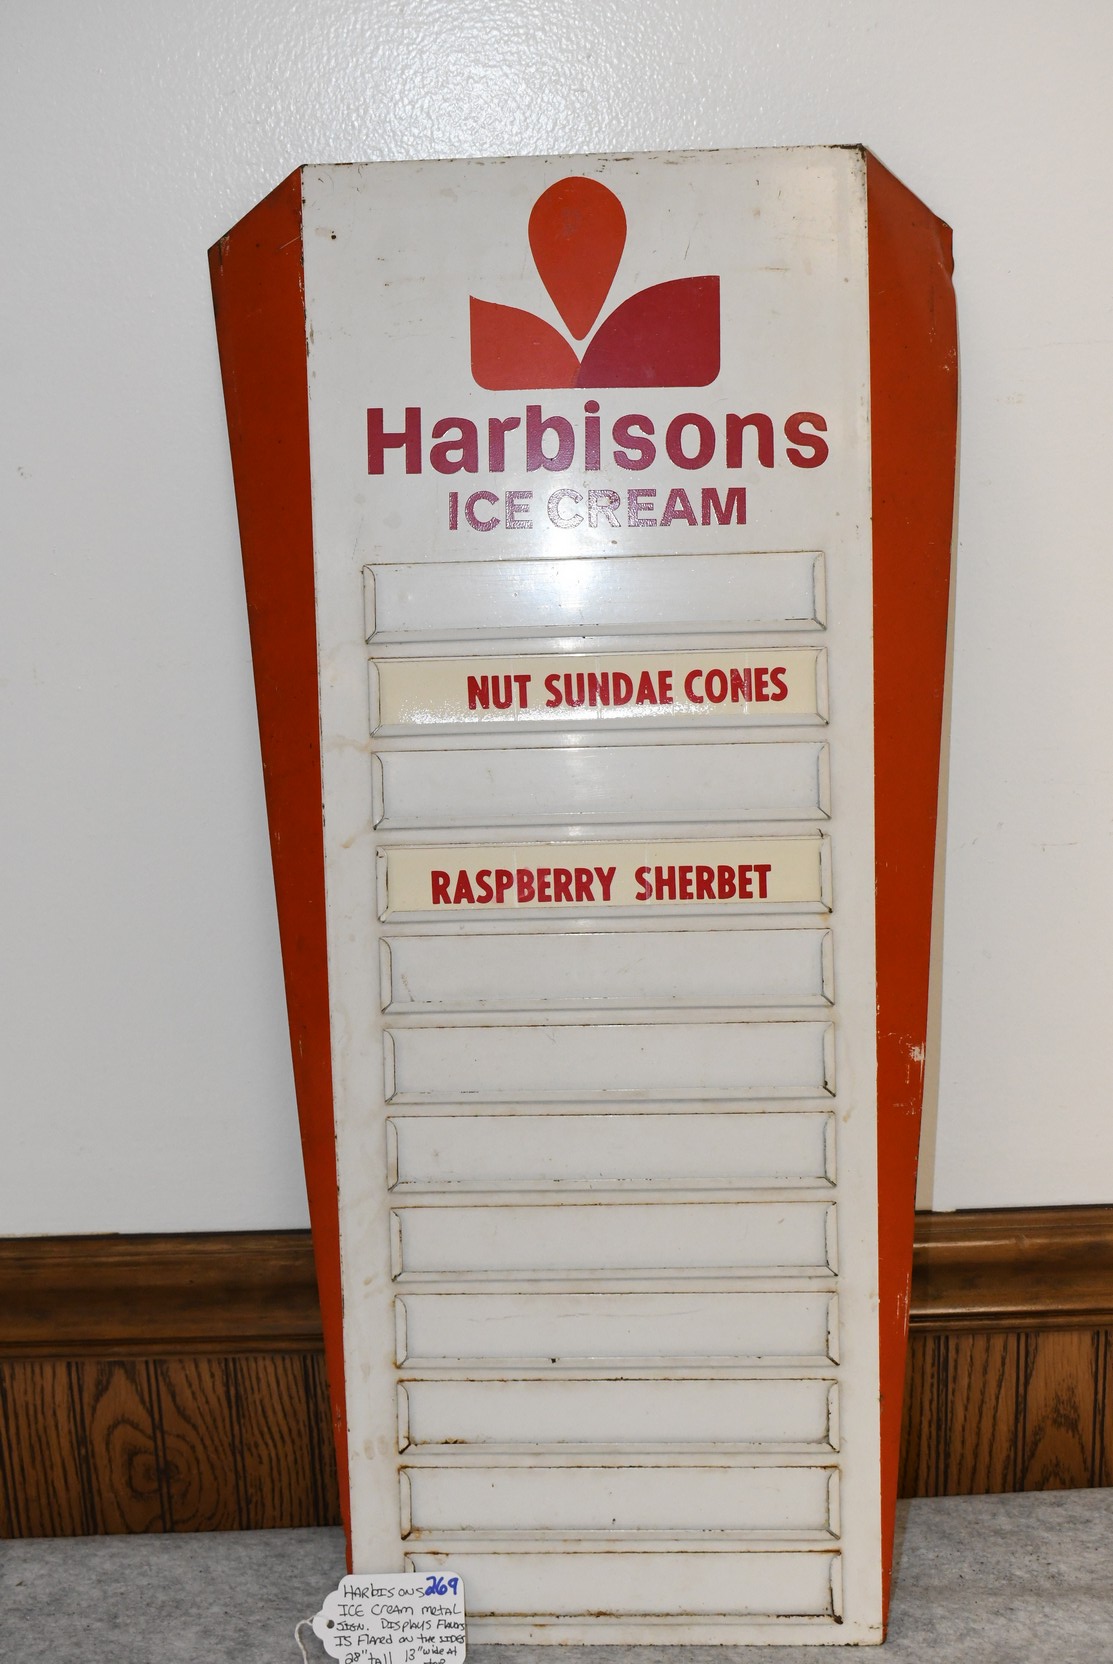 Harbisons
ICE CREAM
NUT SUNDAE CONES
RASPBERRY SHERBET
HARBISONS 269
ICE CREAM METAL
SIGN. DISPLAYS FLAVORS
IS FLARED ON THE SIDES
28" TALL 13" WIDE AT
TOP